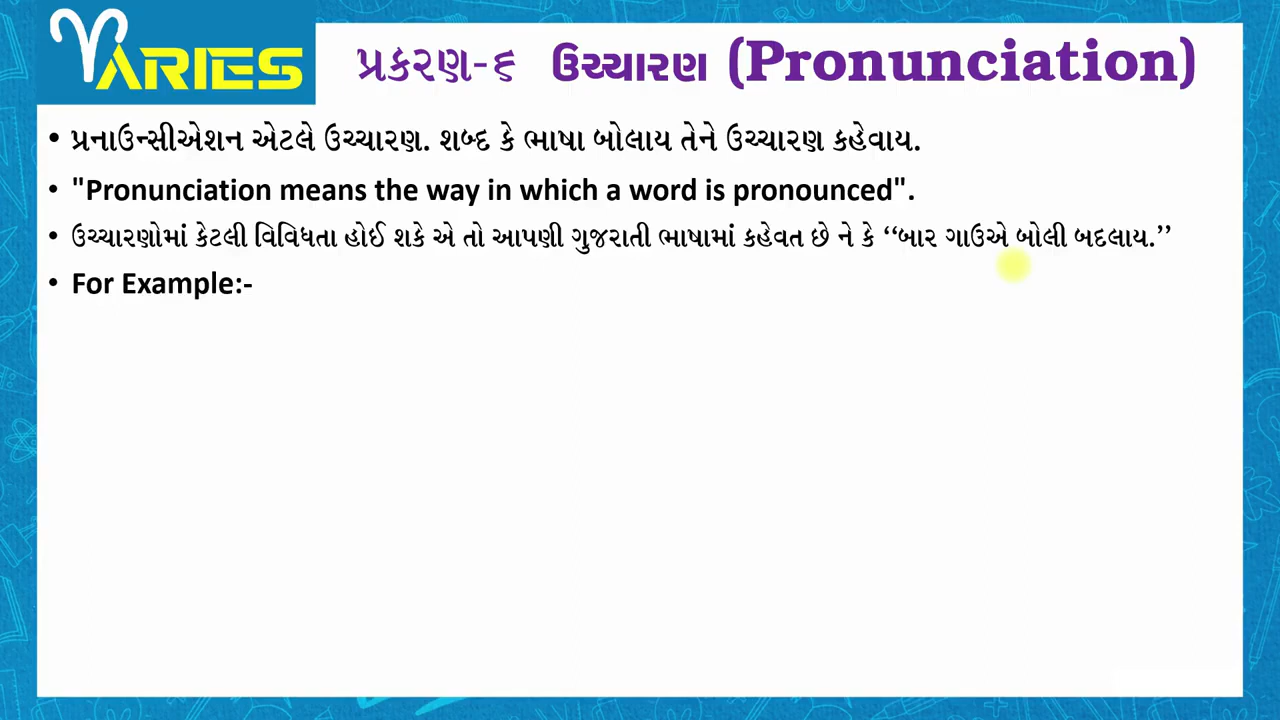 ARIES
પ્રકરણ-૬ ઉચ્ચારણ (Pronunciation)
• પ્રનાઉન્સીએશન એટલે ઉચ્ચારણ. શબ્દ કે ભાષા બોલાય તેને ઉચ્ચારણ કહેવાય.
• "Pronunciation means the way in which a word is pronounced".
• ઉચ્ચારણોમાં કેટલી વિવિધતા હોઈ શકે એ તો આપણી ગુજરાતી ભાષામાં કહેવત છે ને કે ‘‘બાર ગાઉએ બોલી બદલાય.’’
• For Example:-